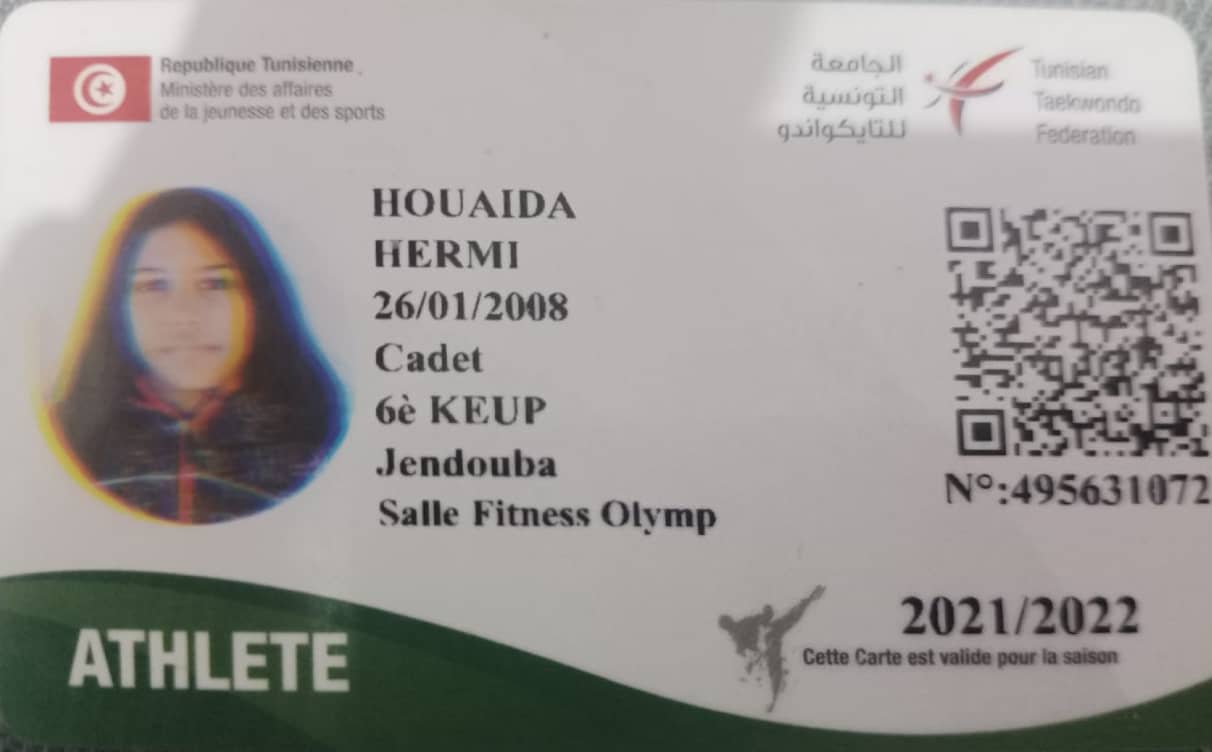 Republique Tunisienne
Ministère des affaires
de la jeunesse et des sports
الجامعة
التونسية
للتايكواندو
Tunisian
Taekwondo
Federation
HOUAIDA
HERMI
26/01/2008
Cadet
6è KEUP
Jendouba
Salle Fitness Olymp
N°:495631072
ATHLETE
2021/2022
Cette Carte est valide pour la saison